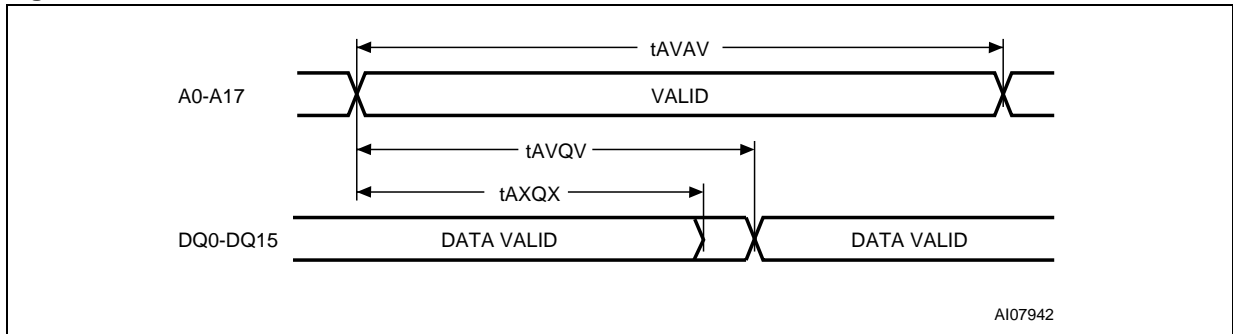 tAVAV
A0-A17
VALID
tAVQV
tAXQX
DQ0-DQ15
DATA VALID
DATA VALID
AI07942